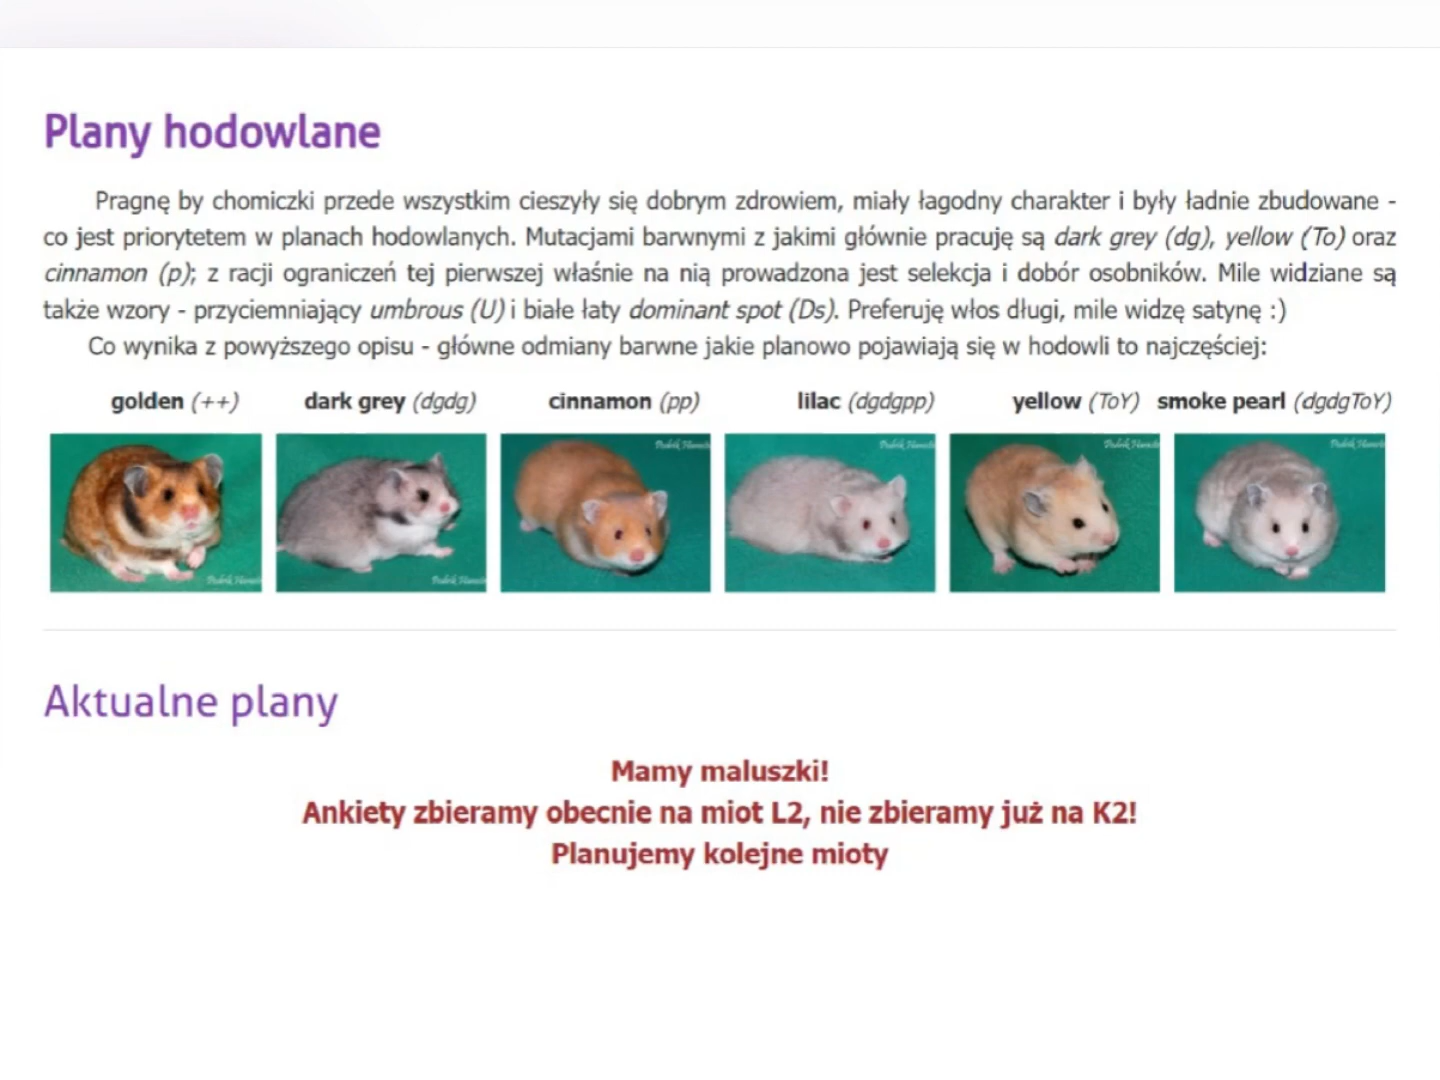 Plany hodowlane
Pragnę by chomiczki przede wszystkim cieszyły się dobrym zdrowiem, miały łagodny charakter i były ładnie zbudowane -
co jest priorytetem w planach hodowlanych. Mutacjami barwnymi z jakimi głównie pracuję są dark grey (dg), yellow (To) oraz
cinnamon (p); z racji ograniczeń tej pierwszej właśnie na nią prowadzona jest selekcja i dobór osobników. Mile widziane są
także wzory - przyciemniający umbrous (U) i białe łaty dominant spot (Ds). Preferuję włos długi, mile widzę satynę :)
Co wynika z powyższego opisu - główne odmiany barwne jakie planowo pojawiają się w hodowli to najczęściej:
golden (++) dark grey (dgdg) cinnamon (pp) lilac (dgdgpp) yellow (ToY) smoke pearl (dgdgToY)
Aktualne plany
Mamy maluszki!
Ankiety zbieramy obecnie na miot L2, nie zbieramy już na K2!
Planujemy kolejne mioty